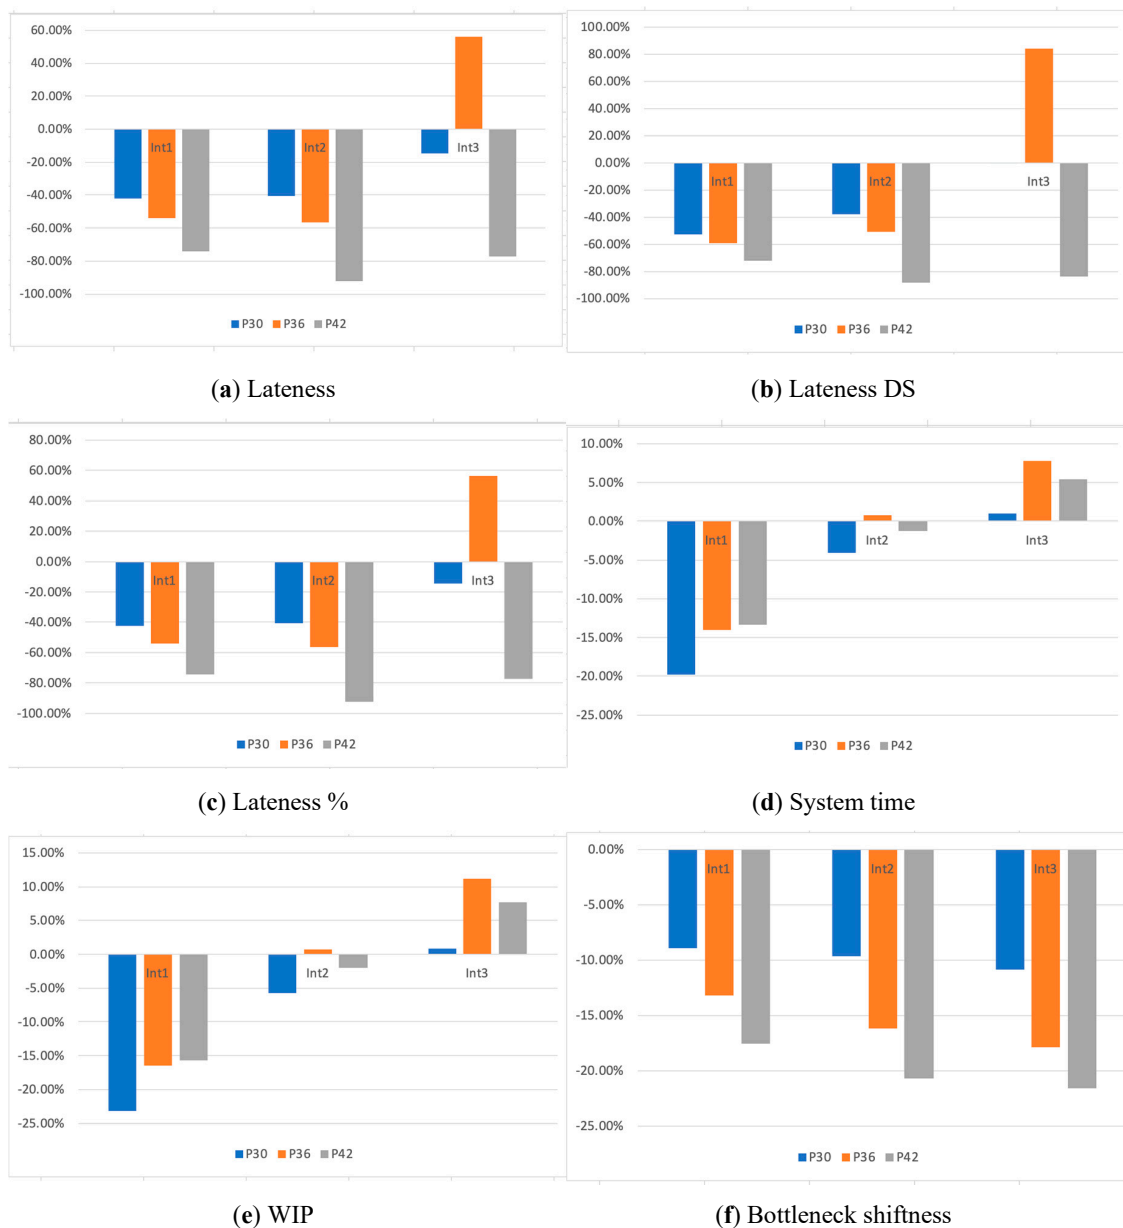 60.00%
40.00%
20.00%
0.00%
-20.00%
-40.00%
-60.00%
-80.00%
-100.00%
Int1 Int2 Int3
P30 P36 P42
(a) Lateness
100.00%
80.00%
60.00%
40.00%
20.00%
0.00%
-20.00%
-40.00%
-60.00%
-80.00%
-100.00%
Int1 Int2 Int3
P30 P36 P42
(b) Lateness DS
80.00%
60.00%
40.00%
20.00%
0.00%
-20.00%
-40.00%
-60.00%
-80.00%
-100.00%
Int1 Int2 Int3
P30 P36 P42
(c) Lateness %
10.00%
5.00%
0.00%
-5.00%
-10.00%
-15.00%
-20.00%
-25.00%
Int1 Int2 Int3
P30 P36 P42
(d) System time
15.00%
10.00%
5.00%
0.00%
-5.00%
-10.00%
-15.00%
-20.00%
-25.00%
Int1 Int2 Int3
P30 P36 P42
(e) WIP
0.00%
-5.00%
-10.00%
-15.00%
-20.00%
-25.00%
Int1 Int2 Int3
P30 P36 P42
(f) Bottleneck shiftness